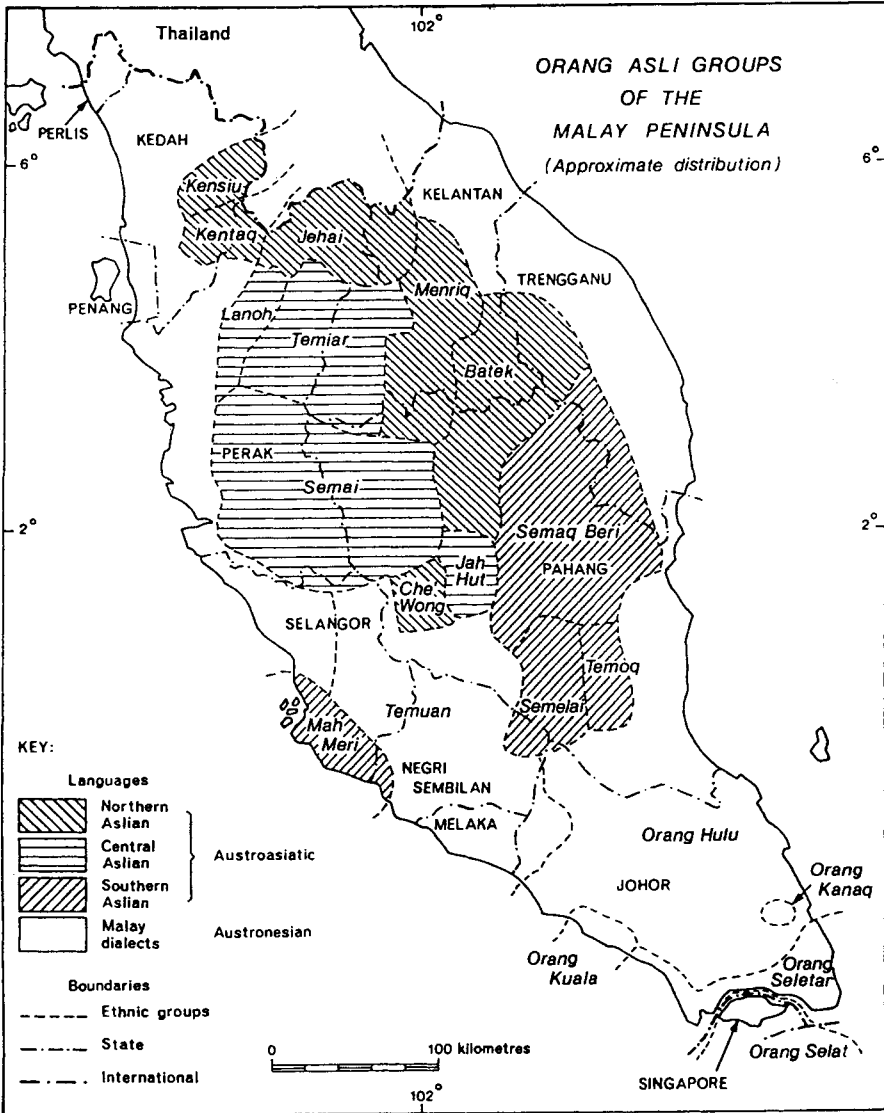 102°
Thailand
ORANG ASLI GROUPS
OF THE
MALAY PENINSULA
(Approximate distribution)
PERLIS
KEDAH
6°
6°
Kensiu
KELANTAN
Kentaq
Jehai
TRENGGANU
Menriq
PENANG
Lanoh
Temiar
Batek
PERAK
Semai
2°
2°
Semaq Beri
Jah
Hut
PAHANG
Che'
Wong
SELANGOR
Temoq
Temuan
Semelai
Mah
Meri
NEGRI
SEMBILAN
MELAKA
KEY:
Languages
Northern
Aslian
Central
Aslian
Austroasiatic
Southern
Aslian
Malay
dialects
Austronesian
Orang Hulu
Orang
Kanaq
JOHOR
Orang
Kuala
Orang
Seletar
Boundaries
Ethnic groups
State
International
0
100 kilometres
Orang Selat
SINGAPORE
102°